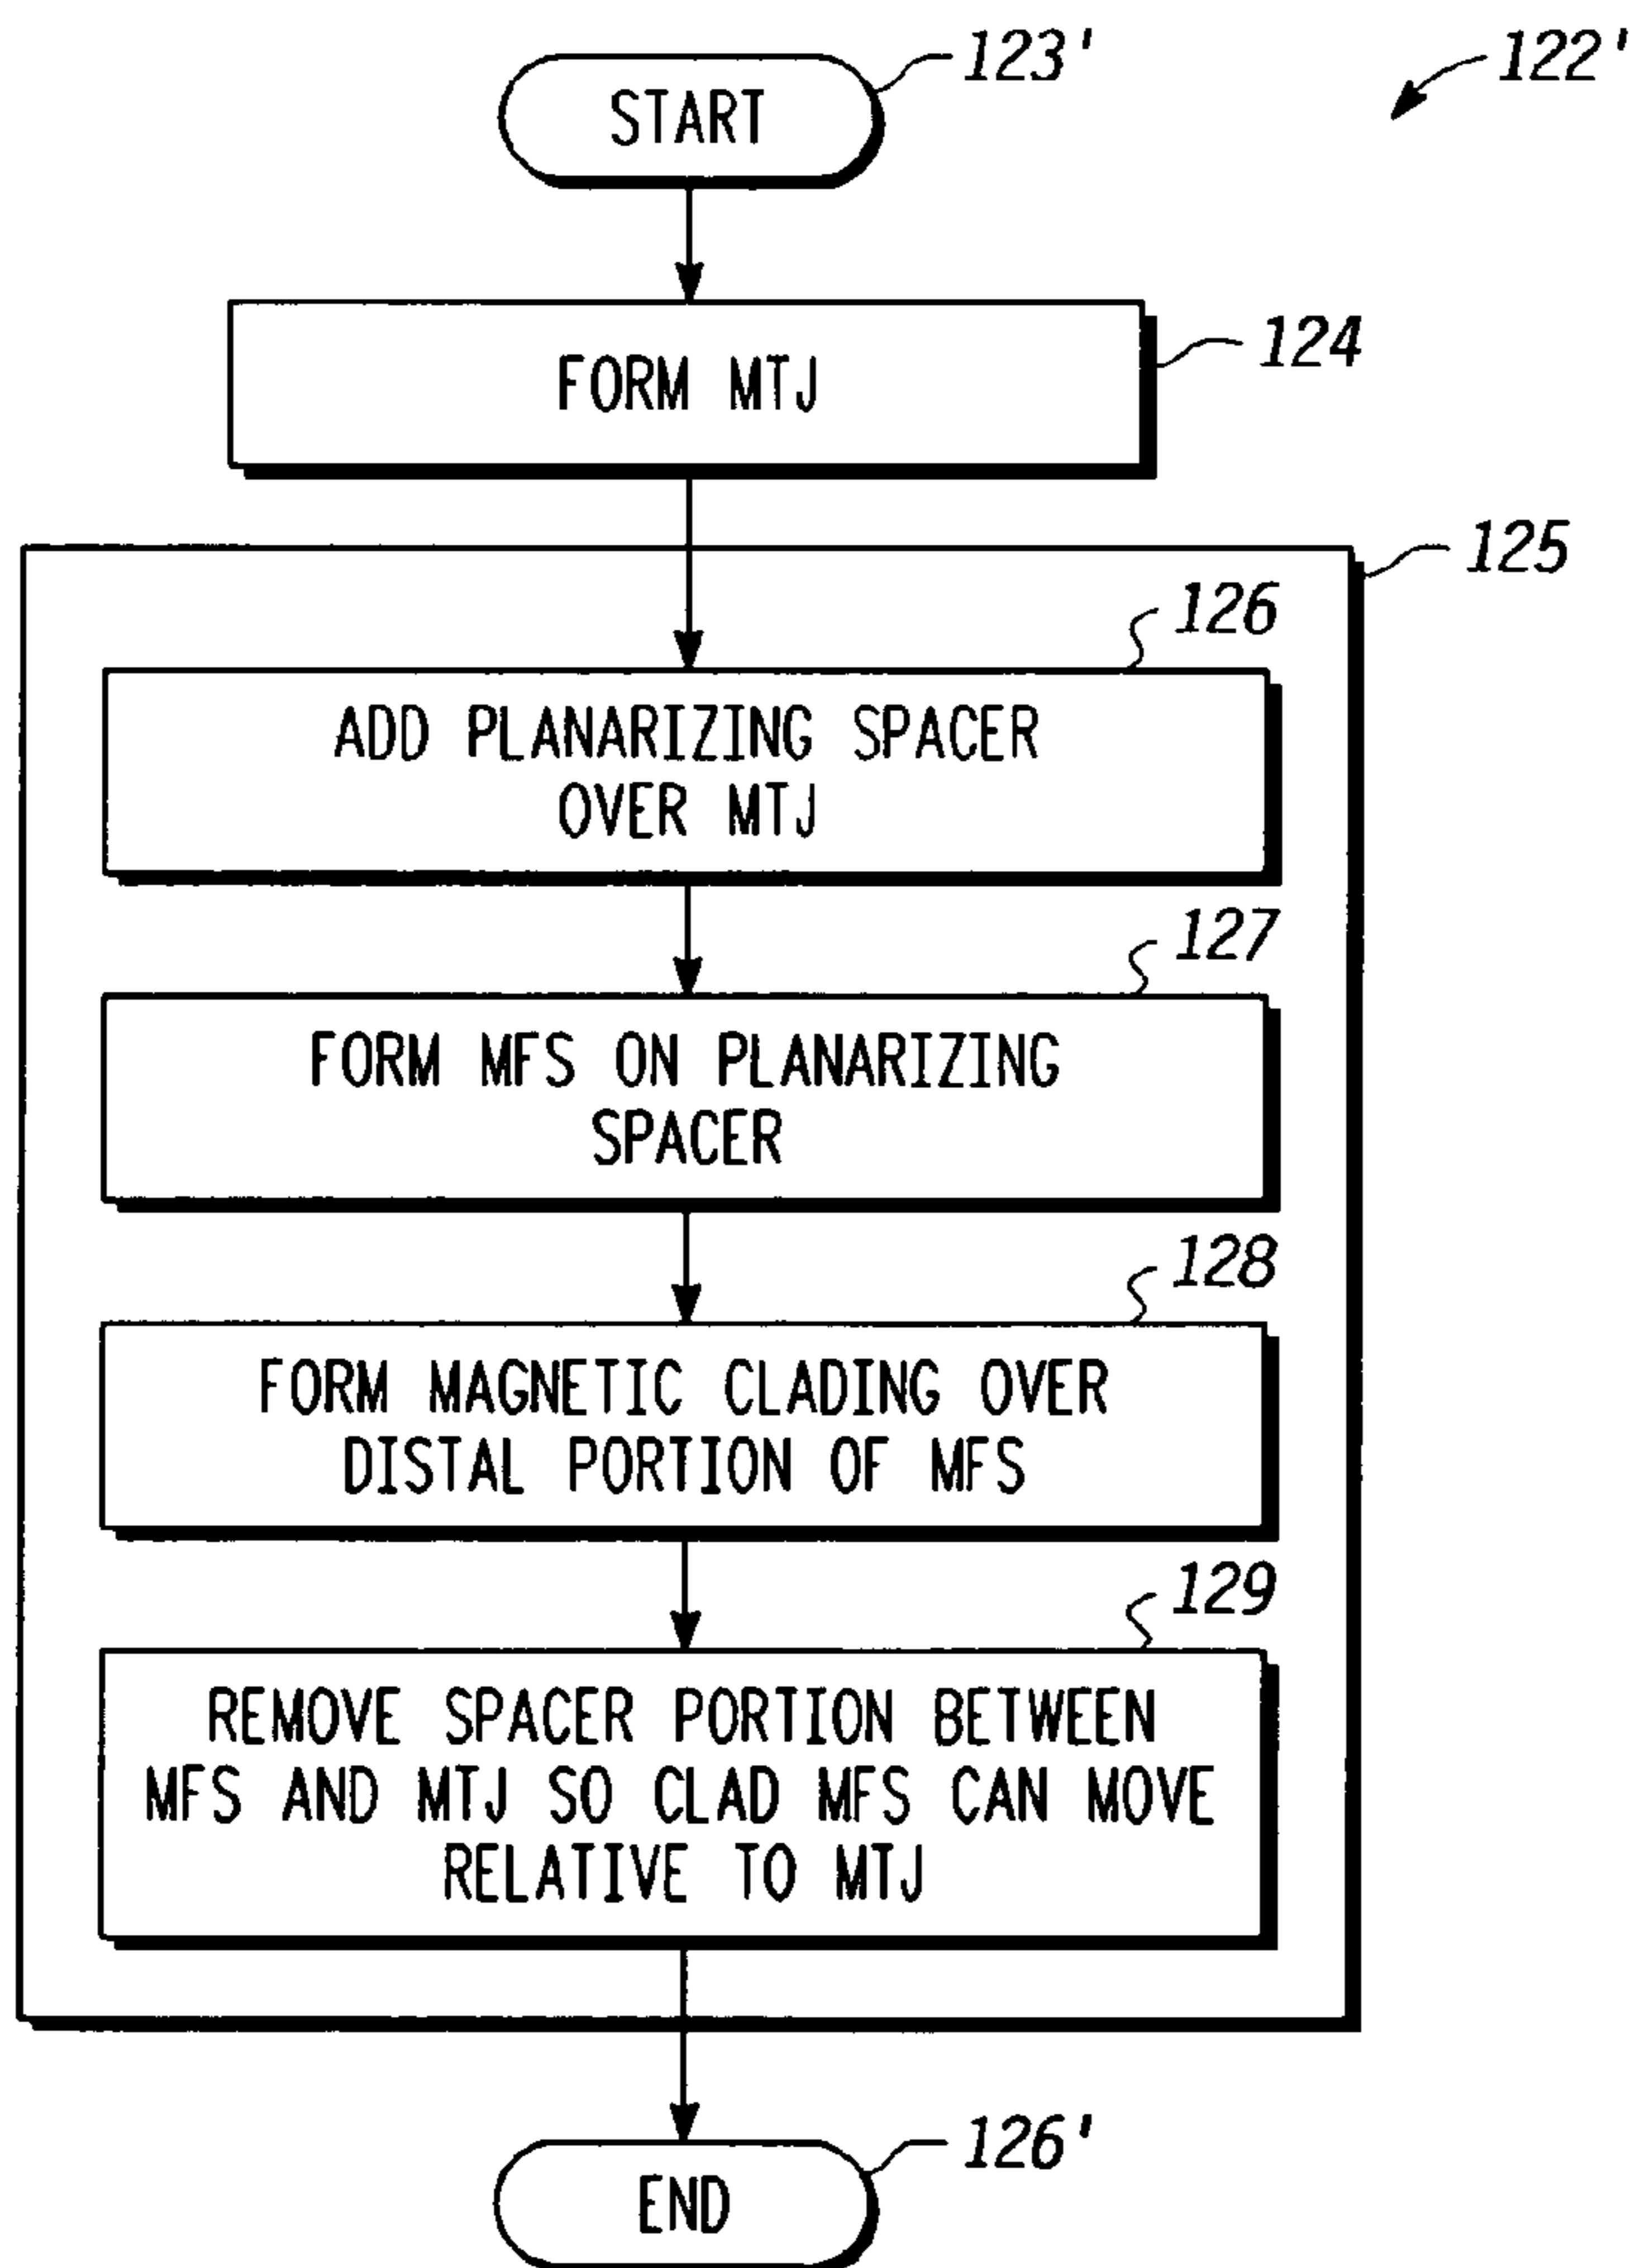 123'
122'
START
124
FORM MTJ
125
126
ADD PLANARIZING SPACER
OVER MTJ
127
FORM MFS ON PLANARIZING
SPACER
128
FORM MAGNETIC CLADING OVER
DISTAL PORTION OF MFS
129
REMOVE SPACER PORTION BETWEEN
MFS AND MTJ SO CLAD MFS CAN MOVE
RELATIVE TO MTJ
126'
END